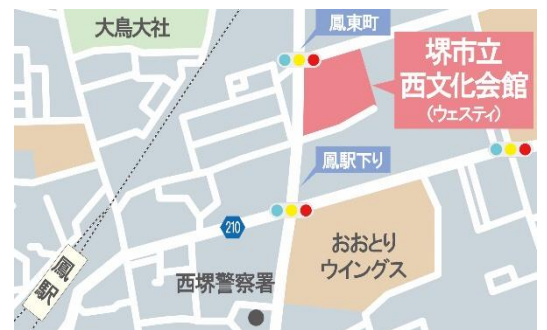 大鳥大社
鳳東町
堺市立
西文化会館
(ウェスティ)
鳳駅下り
210
おおとり
ウイングス
鳳駅
西堺警察署